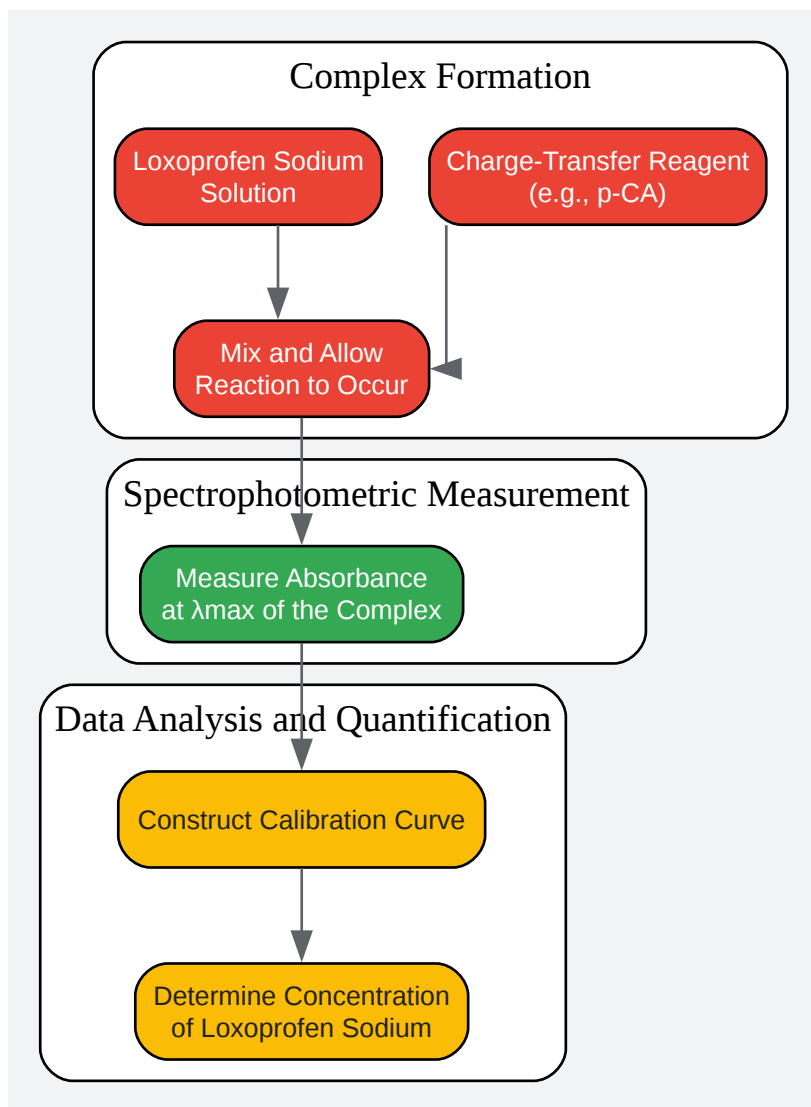 Complex Formation
Loxoprofen Sodium
Solution
Charge-Transfer Reagent
(e.g., p-CA)
Mix and Allow
Reaction to Occur
Spectrophotometric Measurement
Measure Absorbance
at λmax of the Complex
Data Analysis and Quantification
Construct Calibration Curve
Determine Concentration
of Loxoprofen Sodium